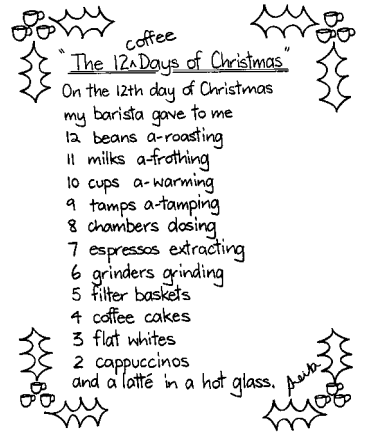 coffee
"The 12^Days of Christmas"
On the 12th day of Christmas
my barista gave to me
12 beans a-roasting
11 milks a-frothing
10 cups a-warming
9 tamps a-tamping
8 chambers dosing
7 espressos extracting
6 grinders grinding
5 filter baskets
4 coffee cakes
3 flat whites
2 cappuccinos
and a latté in a hot glass.